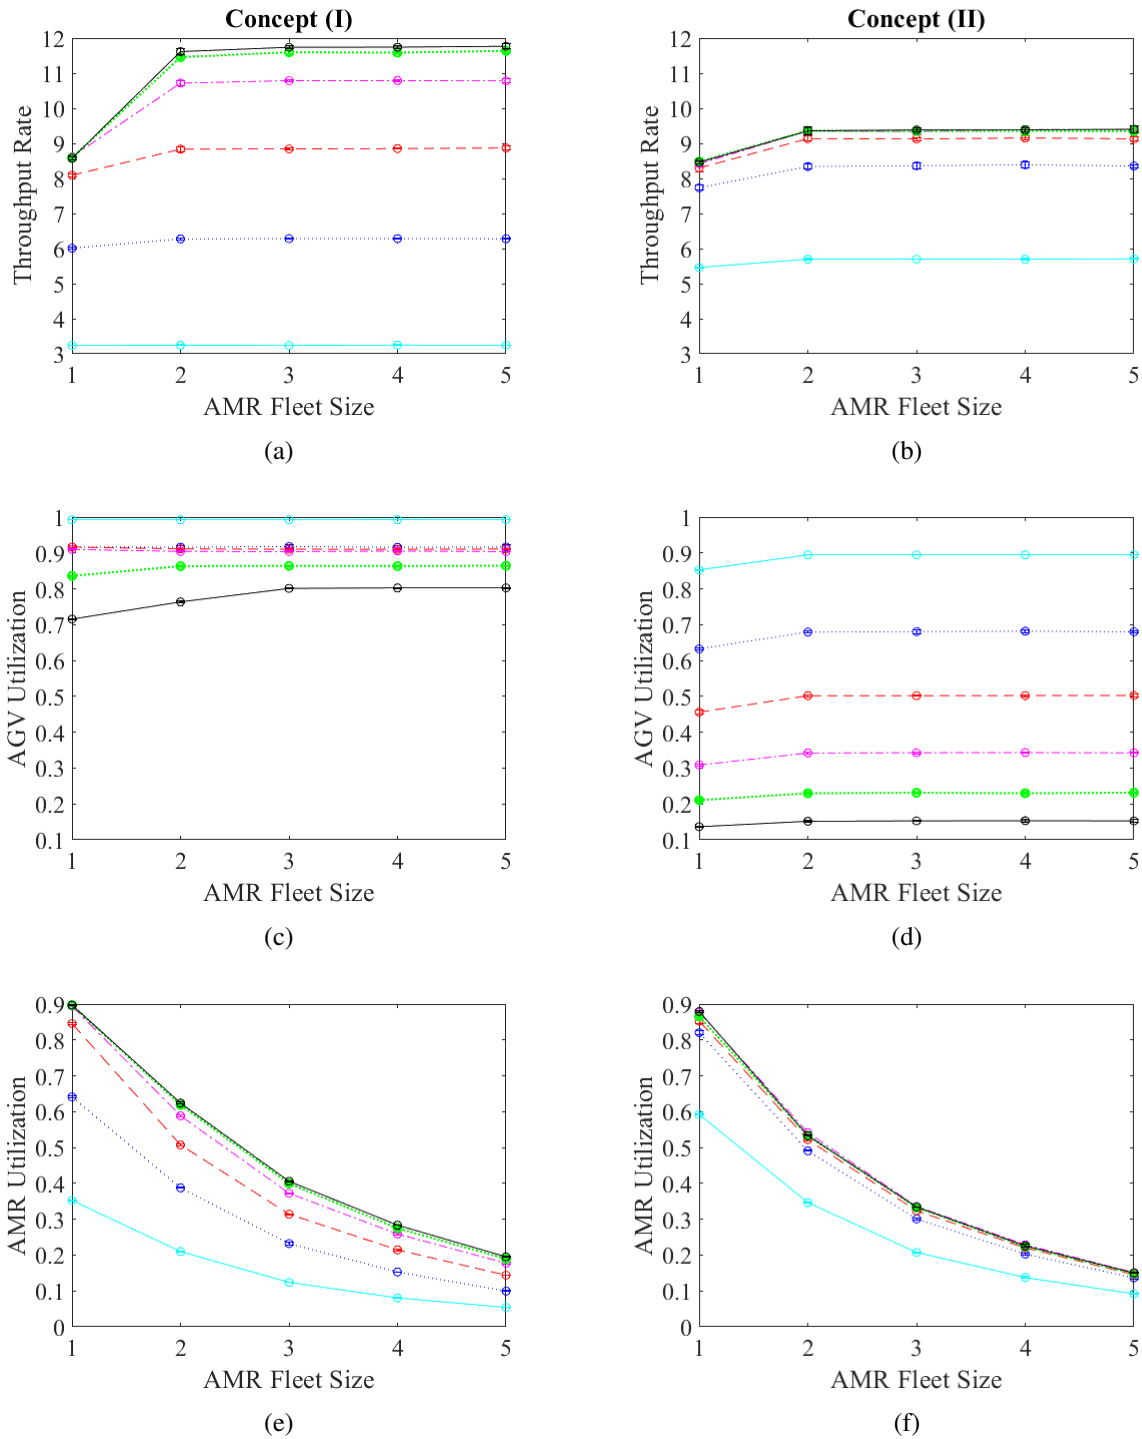 Concept (I)
12
11
10
9
8
7
6
5
4
3
Throughput Rate
1 2 3 4 5
AMR Fleet Size
(a)
Concept (II)
12
11
10
9
8
7
6
5
4
3
Throughput Rate
1 2 3 4 5
AMR Fleet Size
(b)
1
0.9
0.8
0.7
0.6
0.5
0.4
0.3
0.2
0.1
AGV Utilization
1 2 3 4 5
AMR Fleet Size
(c)
1
0.9
0.8
0.7
0.6
0.5
0.4
0.3
0.2
0.1
AGV Utilization
1 2 3 4 5
AMR Fleet Size
(d)
0.9
0.8
0.7
0.6
0.5
0.4
0.3
0.2
0.1
0
AMR Utilization
1 2 3 4 5
AMR Fleet Size
(e)
0.9
0.8
0.7
0.6
0.5
0.4
0.3
0.2
0.1
0
AMR Utilization
1 2 3 4 5
AMR Fleet Size
(f)